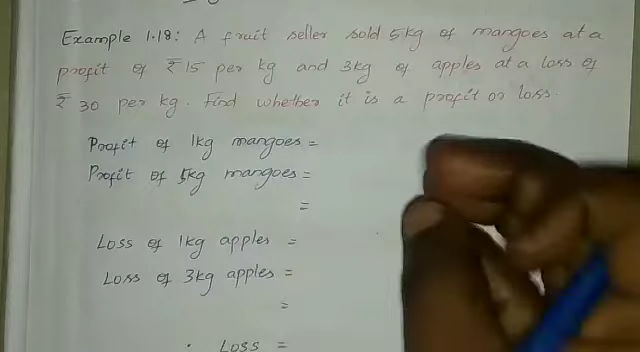 Example 1.18: A fruit seller sold 5kg of mangoes at a
profit of ₹15 per kg and 3kg of apples at a loss of
₹30 per kg. Find whether it is a profit or loss.
Profit of 1kg mangoes =
Profit of 5kg mangoes =
=
Loss of 1kg apples =
Loss of 3kg apples =
=
Loss =